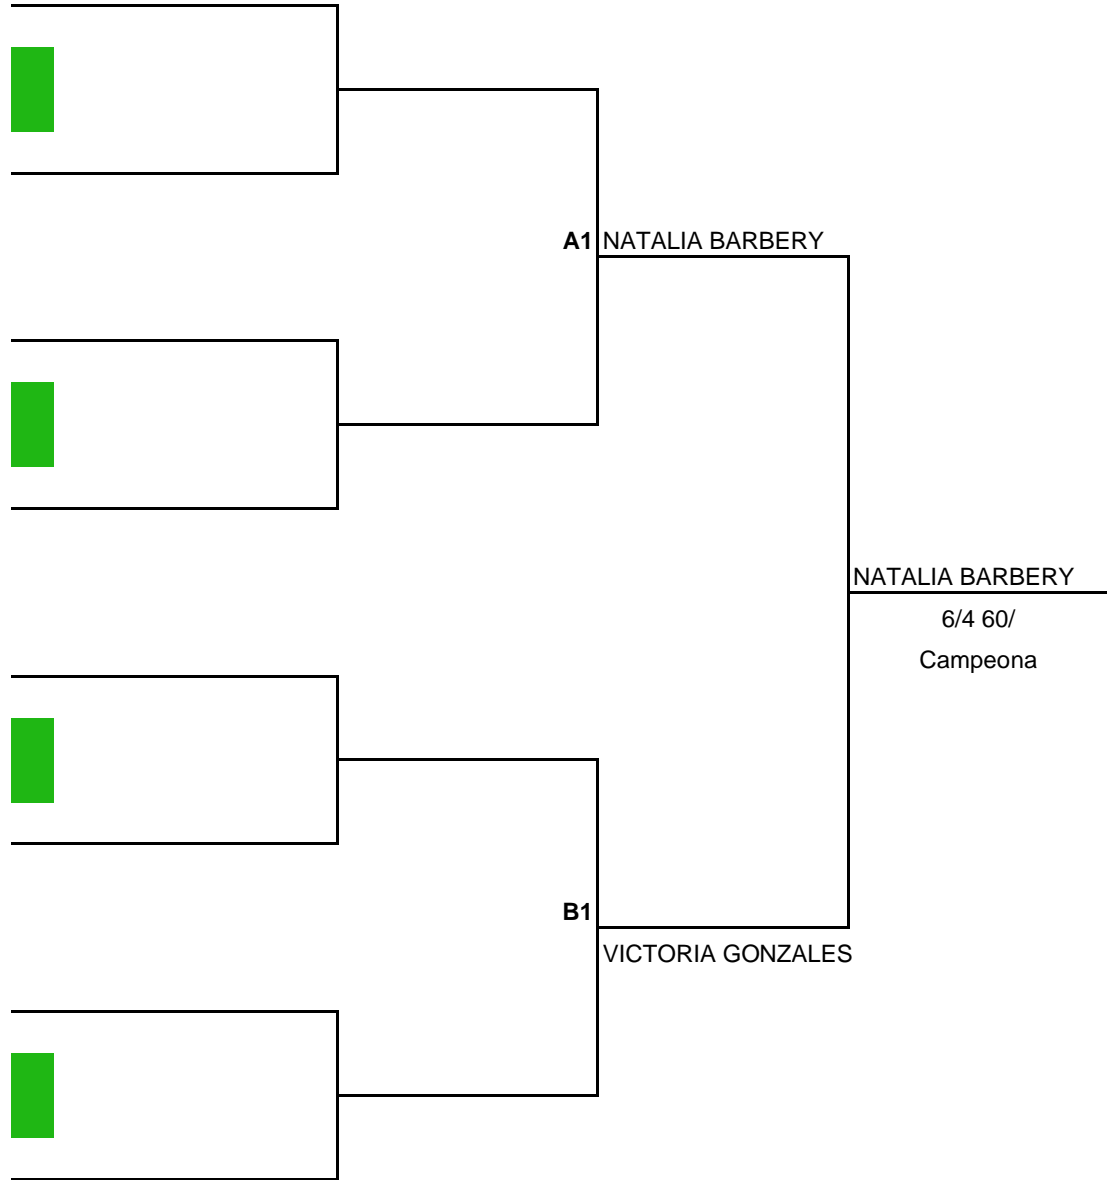 A1 NATALIA BARBERY
NATALIA BARBERY
6/4 60/
Campeona
B1
VICTORIA GONZALES